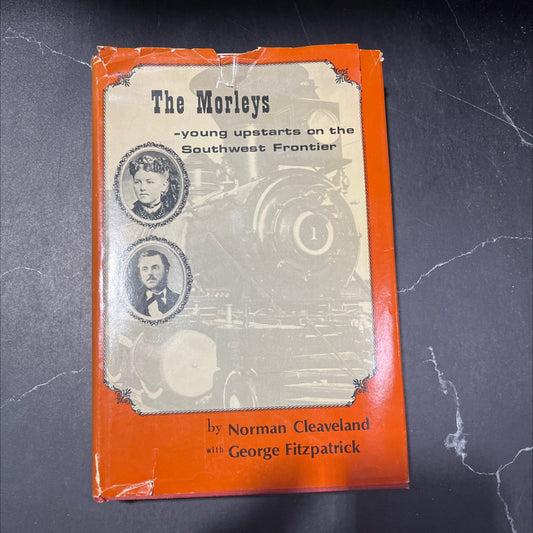 The Morleys
-young upstarts on the
Southwest Frontier
1
by Norman Cleaveland
with George Fitzpatrick